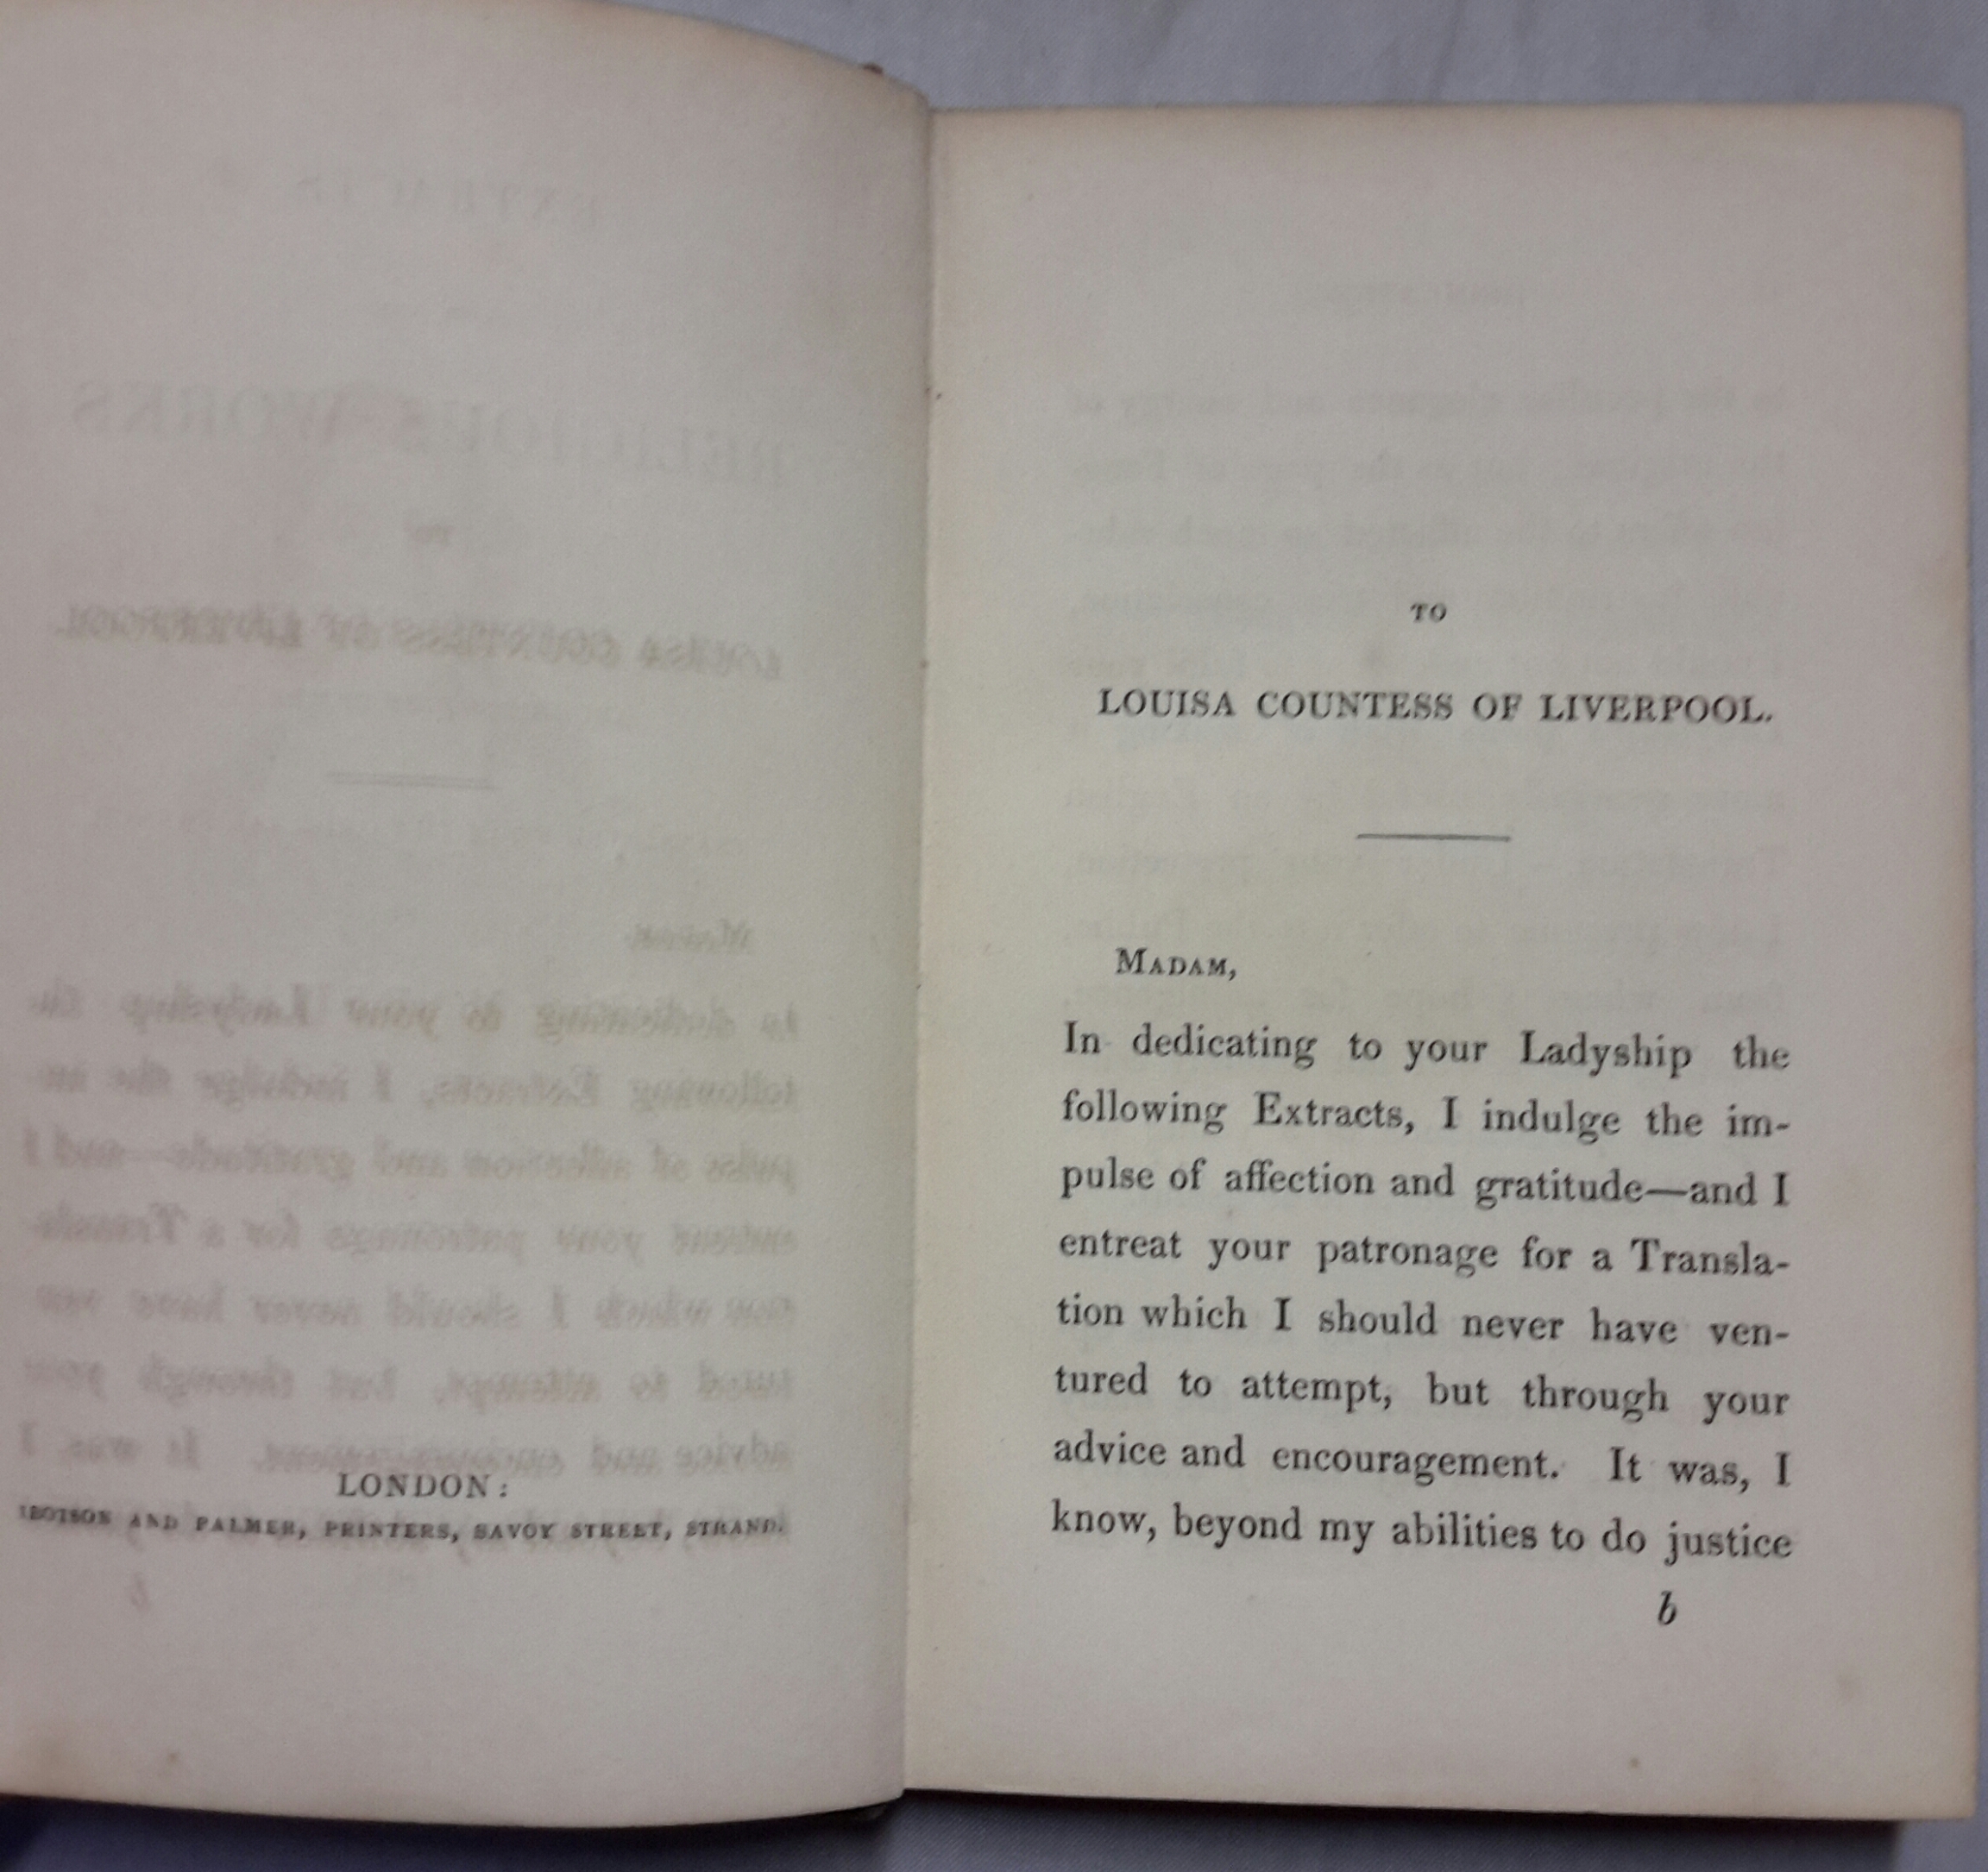 LONDON:
IBOTSON AND PALMER, PRINTERS, SAVOY STREET, STRAND.
TO
LOUISA COUNTESS OF LIVERPOOL.
MADAM,
In dedicating to your Ladyship the
following Extracts, I indulge the im-
pulse of affection and gratitude—and I
entreat your patronage for a Transla-
tion which I should never have ven-
tured to attempt, but through your
advice and encouragement. It was, I
know, beyond my abilities to do justice
b